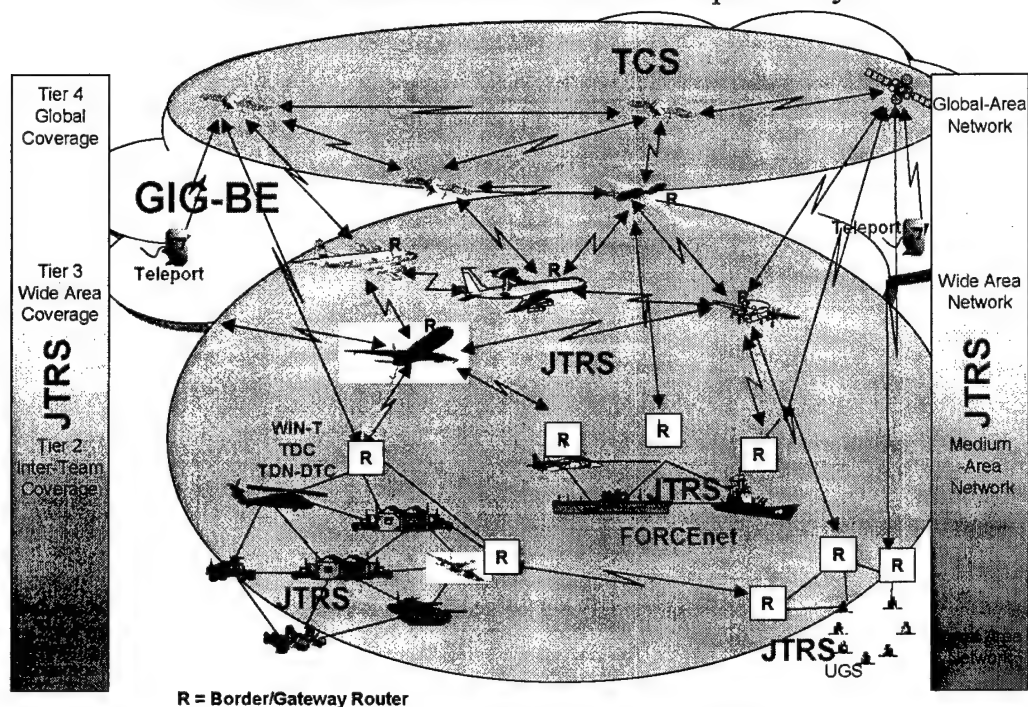 TCS
Tier 4
Global
Coverage
Global-Area
Network
GIG-BE
R
Teleport
Teleport
R
R
R
Tier 3
Wide Area
Coverage
Wide Area
Network
R
JTRS
JTRS
JTRS
Tier 2
Inter-Team
Coverage
WIN-T
TDC
TDN-DTC
R
R
R
R
Medium
-Area
Network
JTRS
FORCEnet
R
R
R
R
JTRS
JTRS
UGS
Area
Network
R = Border/Gateway Router